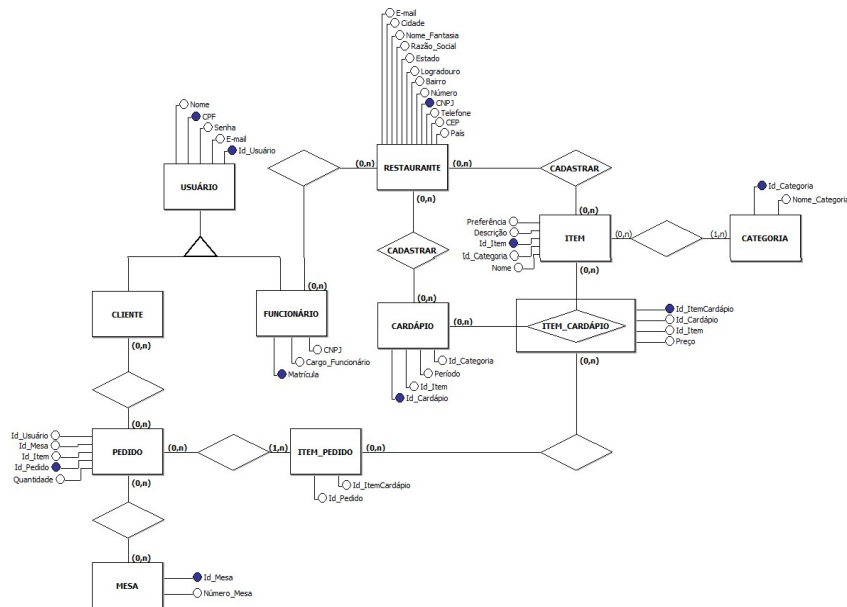 E-mail
Cidade
Nome_Fantasia
Razão_Social
Estado
Logradouro
Bairro
Número
CNPJ
Telefone
CEP
País
Nome
CPF
Senha
E-mail
Id_Usuário
USUÁRIO
(0,n)
RESTAURANTE
(0,n)
(0,n)
CADASTRAR
(0,n)
Id_Categoria
Nome_Categoria
Preferência
Descrição
Id_Item
Id_Categoria
Nome
ITEM
(0,n)
(1,n)
CATEGORIA
(0,n)
CADASTRAR
(0,n)
(0,n)
CLIENTE
(0,n)
FUNCIONÁRIO
CNPJ
Cargo_Funcionário
Matrícula
CARDÁPIO
(0,n)
ITEM_CARDÁPIO
Id_ItemCardápio
Id_Cardápio
Id_Item
Preço
Id_Categoria
Período
Id_Item
Id_Cardápio
(0,n)
(0,n)
(0,n)
Id_Usuário
Id_Mesa
Id_Item
Id_Pedido
Quantidade
PEDIDO
(0,n)
(1,n)
ITEM_PEDIDO
(0,n)
Id_ItemCardápio
Id_Pedido
(0,n)
(0,n)
MESA
Id_Mesa
Número_Mesa